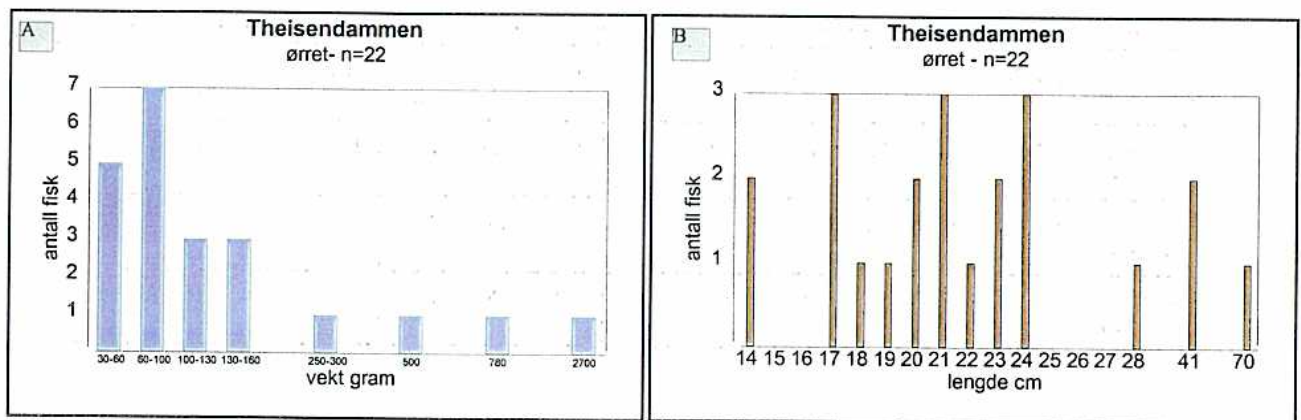 A
Theisendammen
ørret- n=22
antall fisk
7
6
5
4
3
2
1
30-60 60-100 100-130 130-160 250-300 500 780 2700
vekt gram
B
Theisendammen
ørret - n=22
antall fisk
3
2
1
14 15 16 17 18 19 20 21 22 23 24 25 26 27 28 41 70
lengde cm